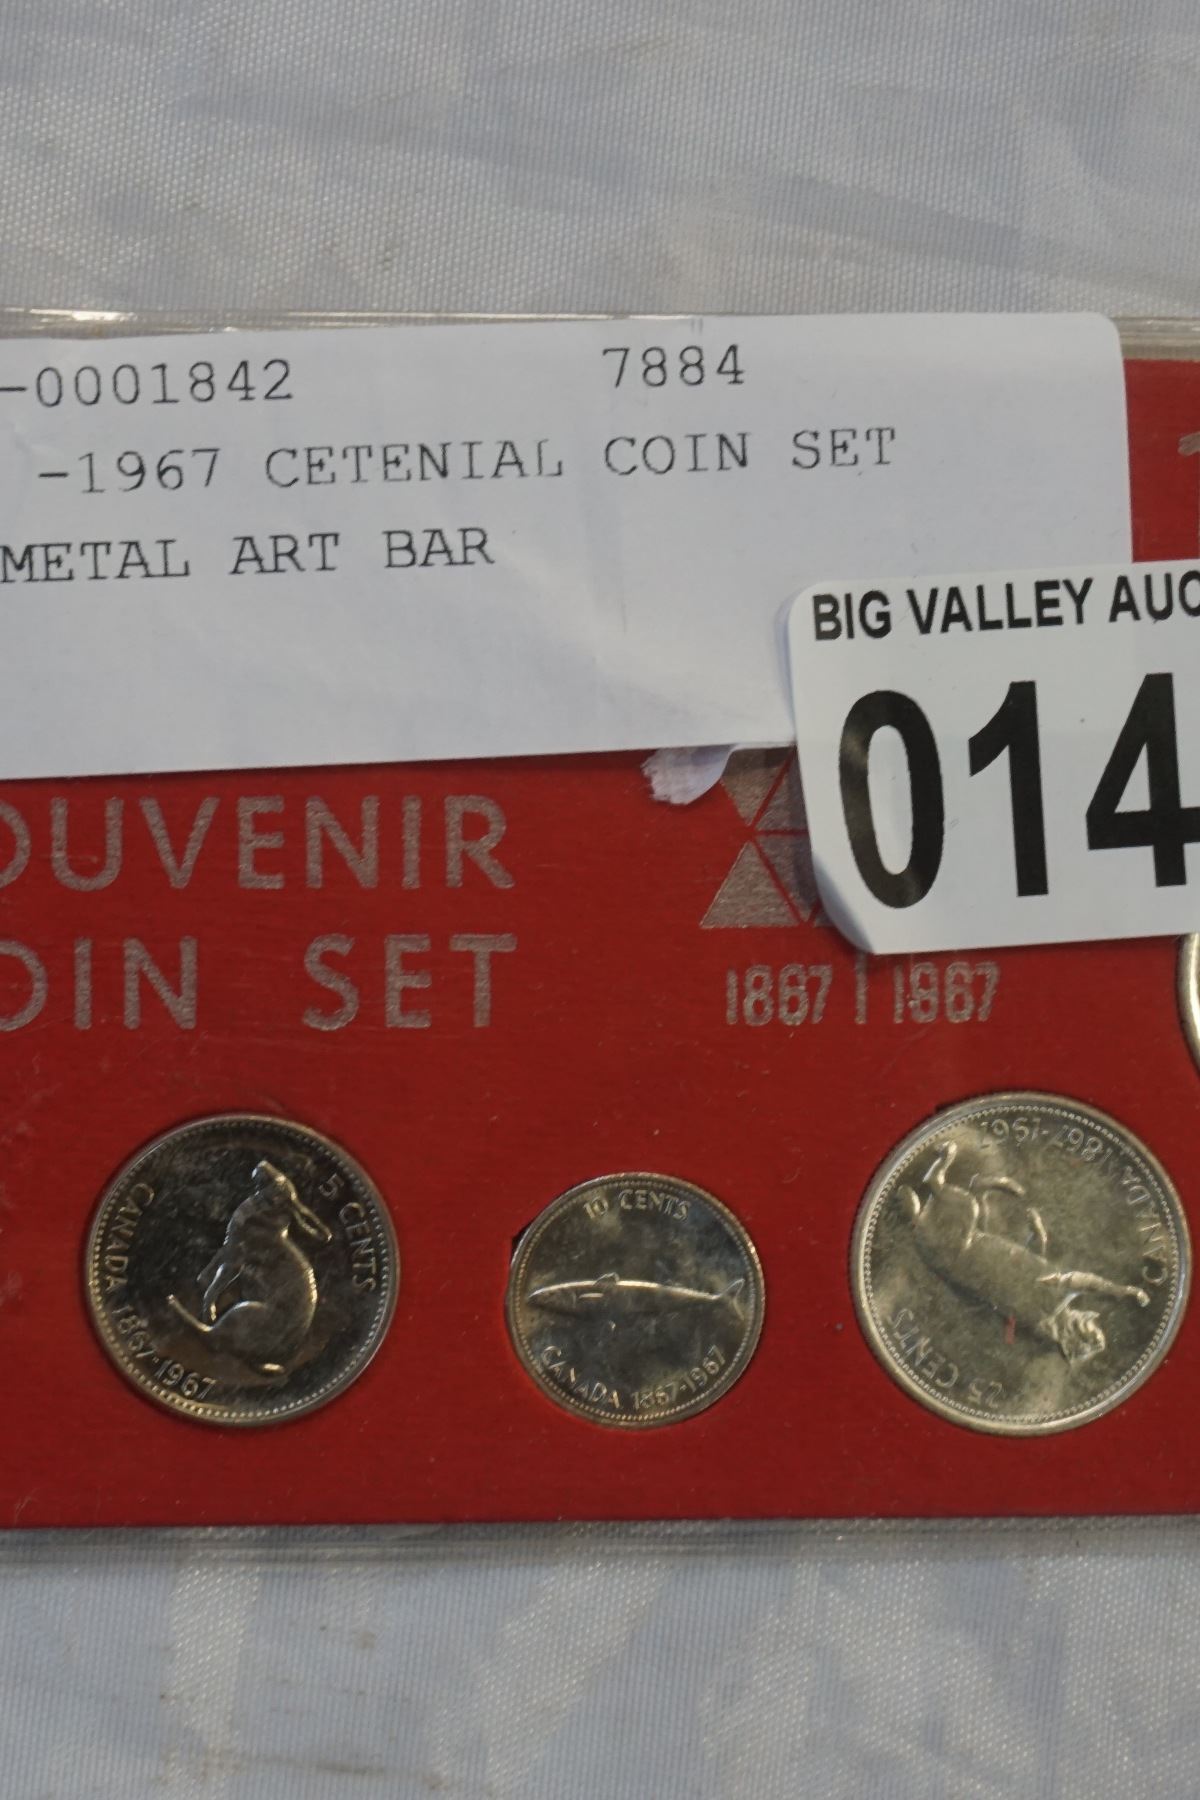 -0001842 7884
-1967 CETENIAL COIN SET
METAL ART BAR
BIG VALLEY AUC
014
OUVENIR
OIN SET
1867 | 1967
5 CENTS
CANADA 1867-1967
10 CENTS
CANADA 1867-1967
CANADA 1867-1967
25 CENTS